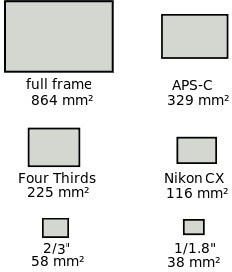 full frame
864 mm²
APS-C
329 mm²
Four Thirds
225 mm²
Nikon CX
116 mm²
2/3"
58 mm²
1/1.8"
38 mm²